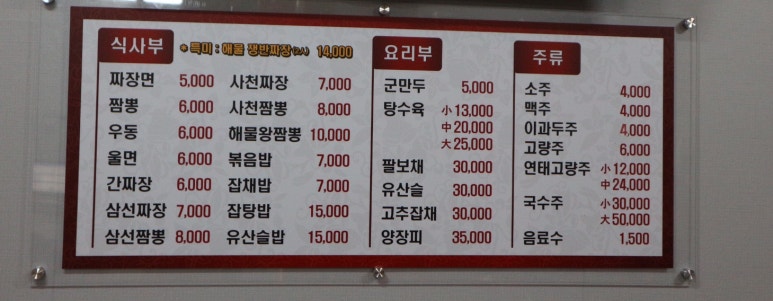 식사부 *특미 : 해물 쟁반짜장(2人) 14,000
짜장면 5,000 사천짜장 7,000
짬뽕 6,000 사천짬뽕 8,000
우동 6,000 해물왕짬뽕 10,000
울면 6,000 볶음밥 7,000
간짜장 6,000 잡채밥 7,000
삼선짜장 7,000 잡탕밥 15,000
삼선짬뽕 8,000 유산슬밥 15,000
요리부
군만두 5,000
탕수육 小 13,000
中 20,000
大 25,000
팔보채 30,000
유산슬 30,000
고추잡채 30,000
양장피 35,000
주류
소주 4,000
맥주 4,000
이과두주 4,000
고량주 6,000
연태고량주 小 12,000
中 24,000
국수주 小 30,000
大 50,000
음료수 1,500